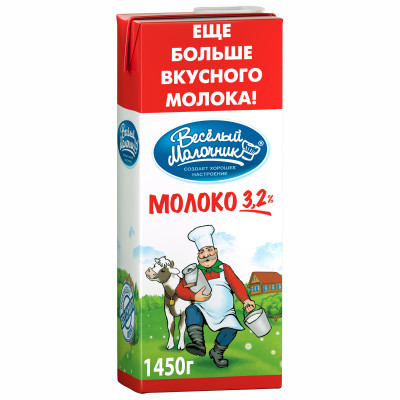 ЕЩЕ
БОЛЬШЕ
ВКУСНОГО
МОЛОКА!
Весёлый
Молочник
СОЗДАЕТ ХОРОШЕЕ
НАСТРОЕНИЕ
МОЛОКО 3,2%
1450г